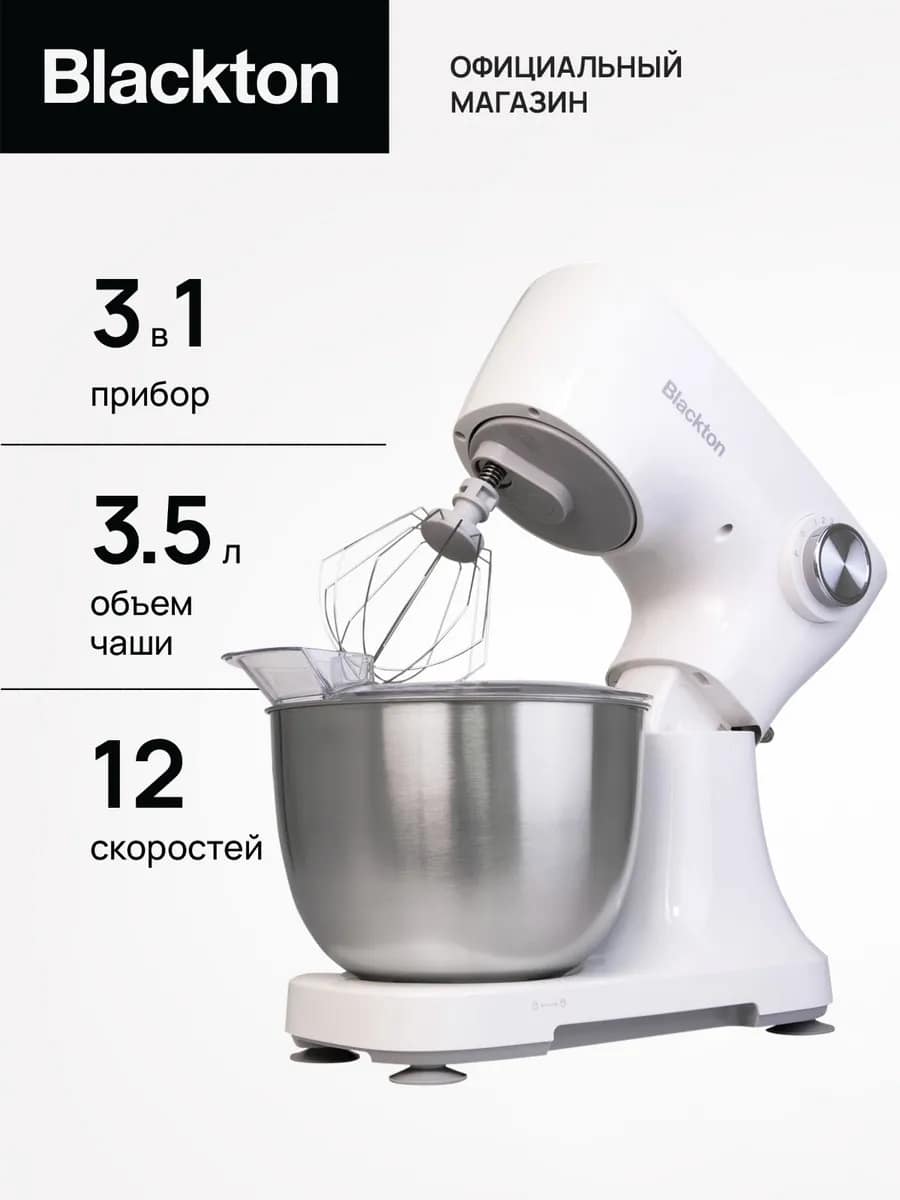 Blackton
ОФИЦИАЛЬНЫЙ
МАГАЗИН
3 в 1
прибор
3.5 л
объем
чаши
12
скоростей
Blackton